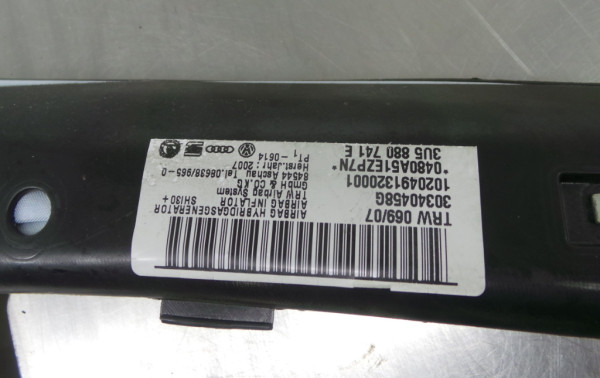 TRW 069/07
30340458G
1020491320001
*0480A51EZP7N*
3U5 880 741 E
AIRBAG HYBRIDGASGENERATOR
AIRBAG INFLATOR
SHI30 +
TRW Airbag System
GmbH & CO.KG
84544 Aschau Tel.08638/965-0
Herst.Jahr: 2007
PT1 -0614